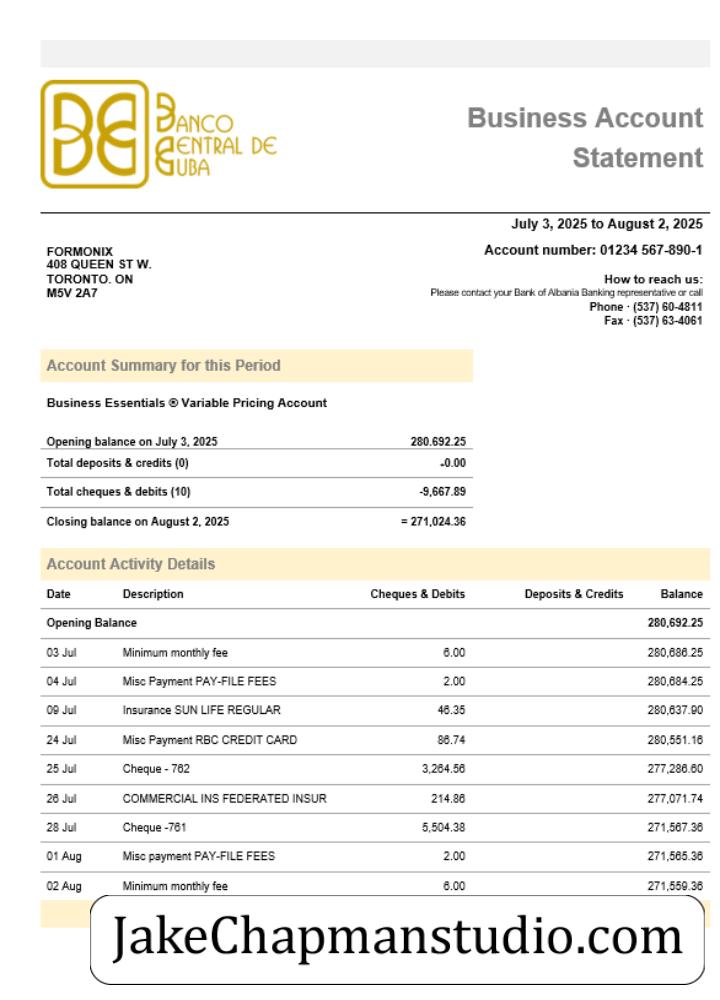 BANCO
CENTRAL DE
CUBA
Business Account
Statement
July 3, 2025 to August 2, 2025
Account number: 01234 567-890-1
FORMONIX
408 QUEEN ST W.
TORONTO. ON
M5V 2A7
How to reach us:
Please contact your Bank of Albania Banking representative or call
Phone · (537) 60-4811
Fax · (537) 63-4061
Account Summary for this Period
Business Essentials ® Variable Pricing Account
Opening balance on July 3, 2025 280.692.25
Total deposits & credits (0) -0.00
Total cheques & debits (10) -9,667.89
Closing balance on August 2, 2025 = 271,024.36
Account Activity Details
Date Description Cheques & Debits Deposits & Credits Balance
Opening Balance 280,692.25
03 Jul Minimum monthly fee 6.00 280,686.25
04 Jul Misc Payment PAY-FILE FEES 2.00 280,684.25
09 Jul Insurance SUN LIFE REGULAR 46.35 280,637.90
24 Jul Misc Payment RBC CREDIT CARD 86.74 280,551.16
25 Jul Cheque - 762 3,264.56 277,286.60
26 Jul COMMERCIAL INS FEDERATED INSUR 214.86 277,071.74
28 Jul Cheque -761 5,504.38 271,567.36
01 Aug Misc payment PAY-FILE FEES 2.00 271,565.36
02 Aug Minimum monthly fee 6.00 271,559.36
JakeChapmanstudio.com